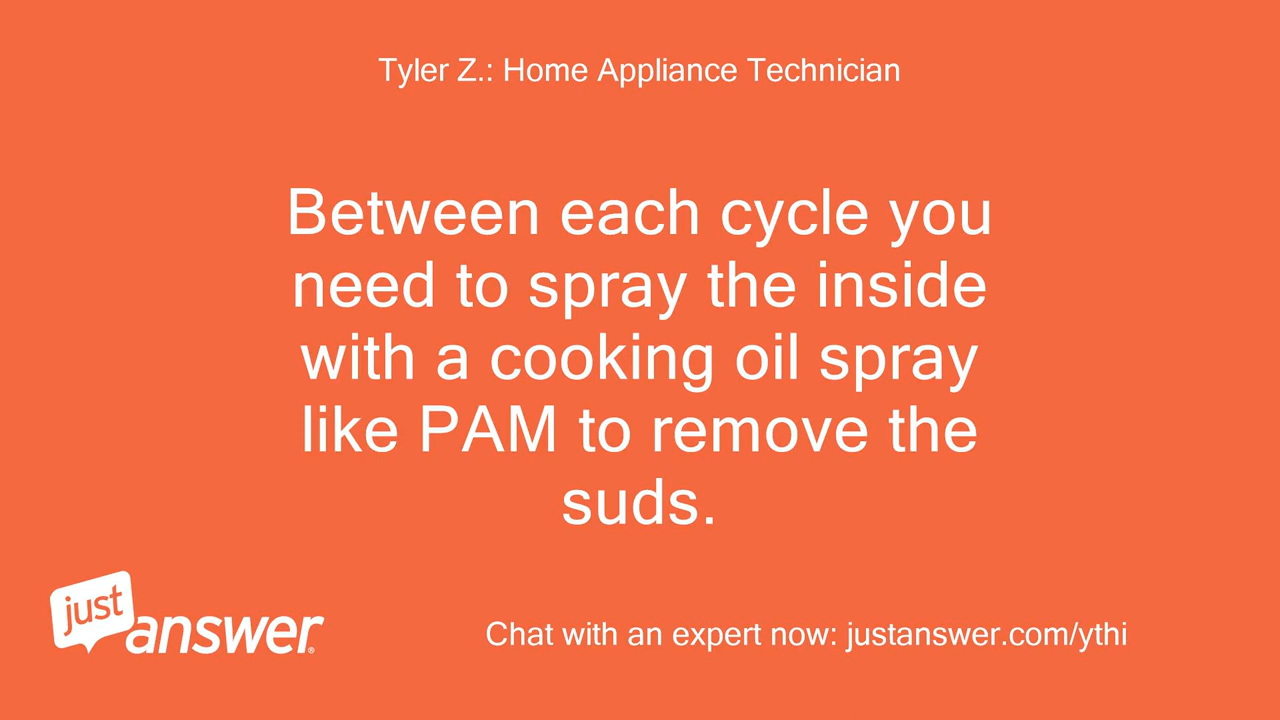 Tyler Z.: Home Appliance Technician
Between each cycle you
need to spray the inside
with a cooking oil spray
like PAM to remove the
suds.
just
answer®
Chat with an expert now: justanswer.com/ythi